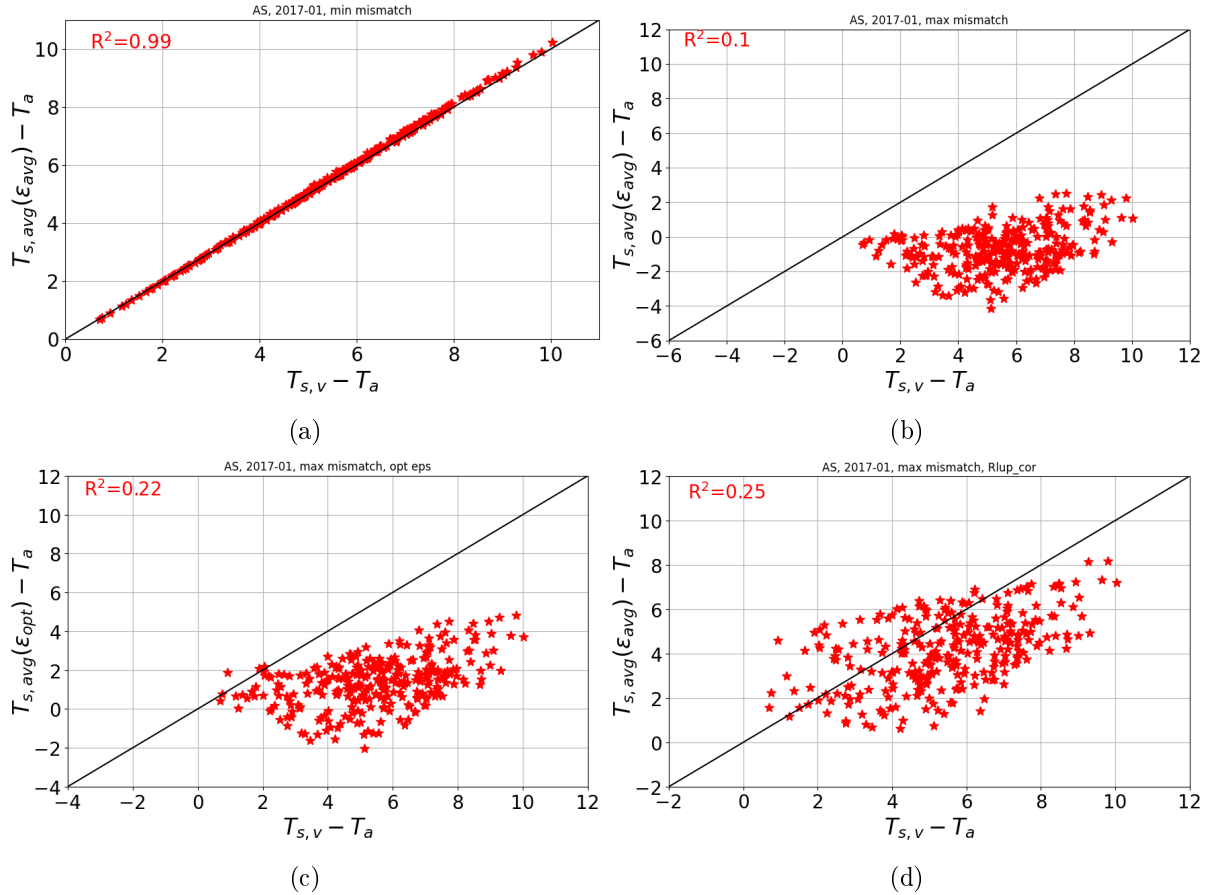 AS, 2017-01, min mismatch
R²=0.99
T_{s,avg}(ε_{avg}) − T_a
10
8
6
4
2
0
0 2 4 6 8 10
T_{s,v} − T_a
(a)
AS, 2017-01, max mismatch
R²=0.1
T_{s,avg}(ε_{avg}) − T_a
12
10
8
6
4
2
0
−2
−4
−6
−6 −4 −2 0 2 4 6 8 10 12
T_{s,v} − T_a
(b)
AS, 2017-01, max mismatch, opt eps
R²=0.22
T_{s,avg}(ε_{opt}) − T_a
12
10
8
6
4
2
0
−2
−4
−4 −2 0 2 4 6 8 10 12
T_{s,v} − T_a
(c)
AS, 2017-01, max mismatch, Rlup_cor
R²=0.25
T_{s,avg}(ε_{avg}) − T_a
12
10
8
6
4
2
0
−2
−2 0 2 4 6 8 10 12
T_{s,v} − T_a
(d)